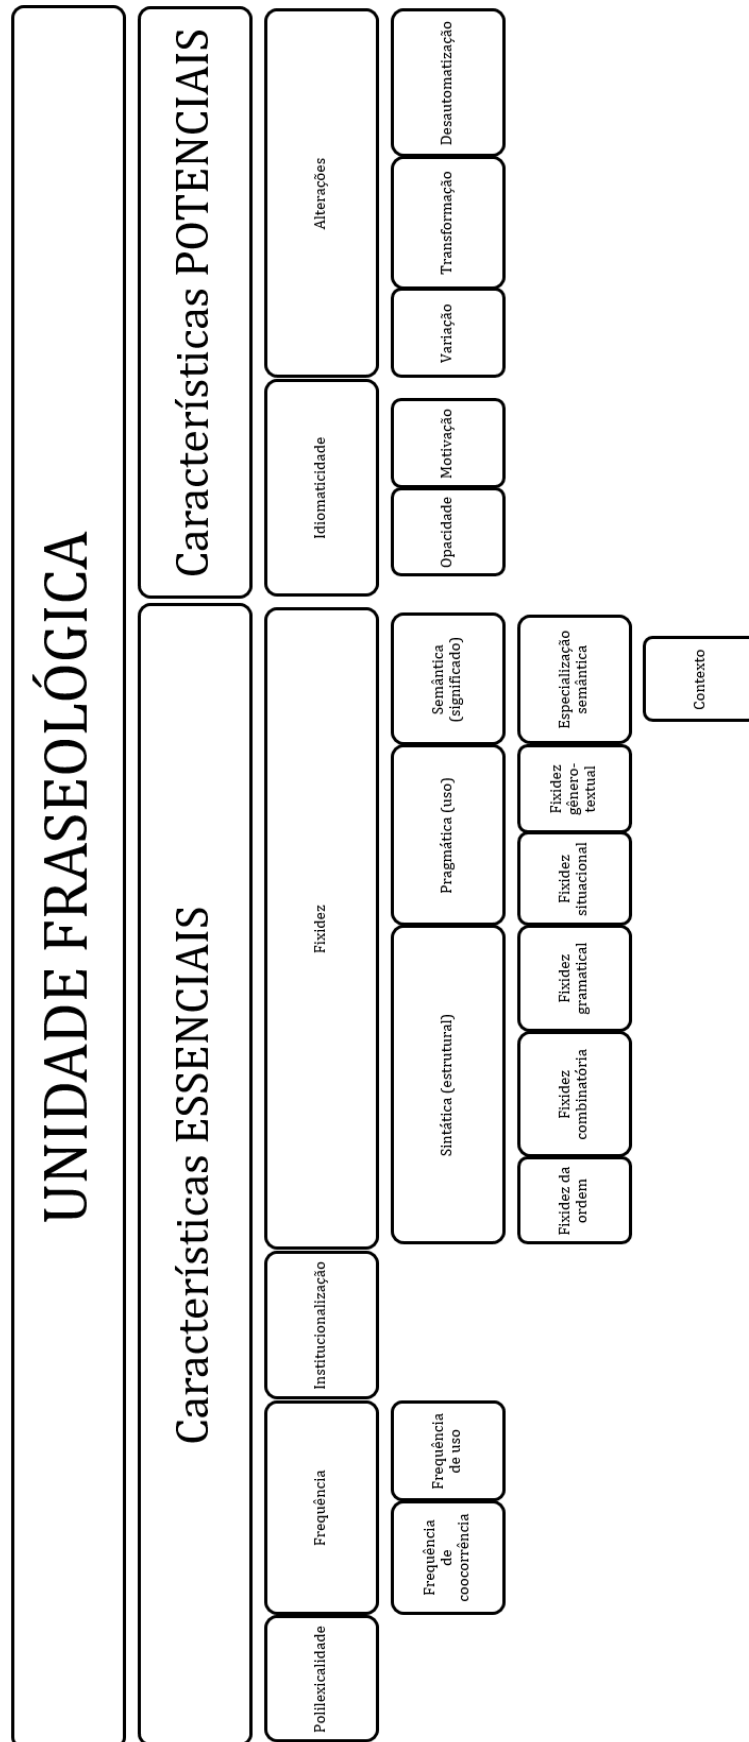 UNIDADE FRASEOLÓGICA
Características ESSENCIAIS
Características POTENCIAIS
Polilexicalidade
Frequência
Institucionalização
Fixidez
Idiomaticidade
Alterações
Frequência
de
coocorrência
Frequência
de uso
Sintática (estrutural)
Pragmática (uso)
Semântica
(significado)
Opacidade
Motivação
Variação
Transformação
Desautomatização
Fixidez da
ordem
Fixidez
combinatória
Fixidez
gramatical
Fixidez
situacional
Fixidez
gênero-
textual
Especialização
semântica
Contexto